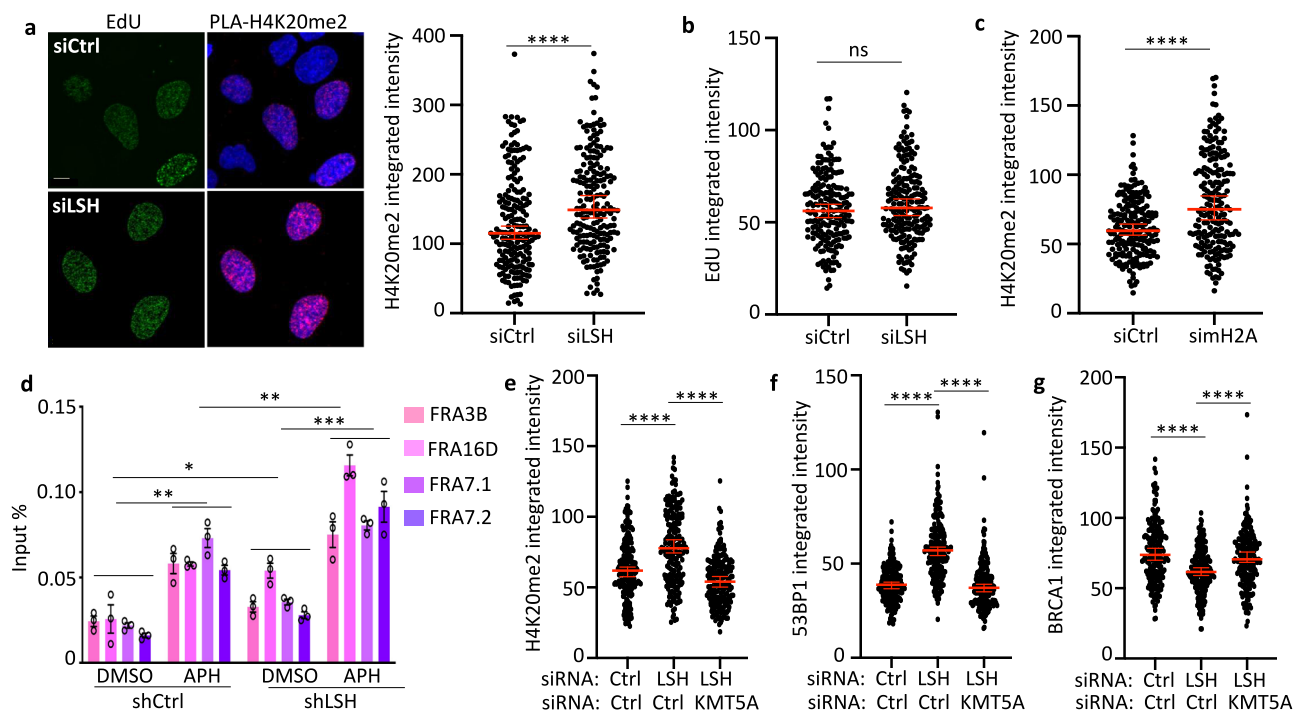 a
EdU
PLA-H4K20me2
siCtrl
siLSH
H4K20me2 integrated intensity
400
300
200
100
0
****
siCtrl
siLSH
b
EdU integrated intensity
150
100
50
0
ns
siCtrl
siLSH
c
H4K20me2 integrated intensity
200
150
100
50
0
****
siCtrl
simH2A
d
Input %
0.15
0.10
0.05
0
**
***
*
**
FRA3B
FRA16D
FRA7.1
FRA7.2
DMSO
APH
DMSO
APH
shCtrl
shLSH
e
H4K20me2 integrated intensity
200
150
100
50
0
****
****
siRNA: Ctrl LSH LSH
siRNA: Ctrl Ctrl KMT5A
f
53BP1 integrated intensity
150
100
50
0
****
****
siRNA: Ctrl LSH LSH
siRNA: Ctrl Ctrl KMT5A
g
BRCA1 integrated intensity
200
150
100
50
0
****
****
siRNA: Ctrl LSH LSH
siRNA: Ctrl Ctrl KMT5A